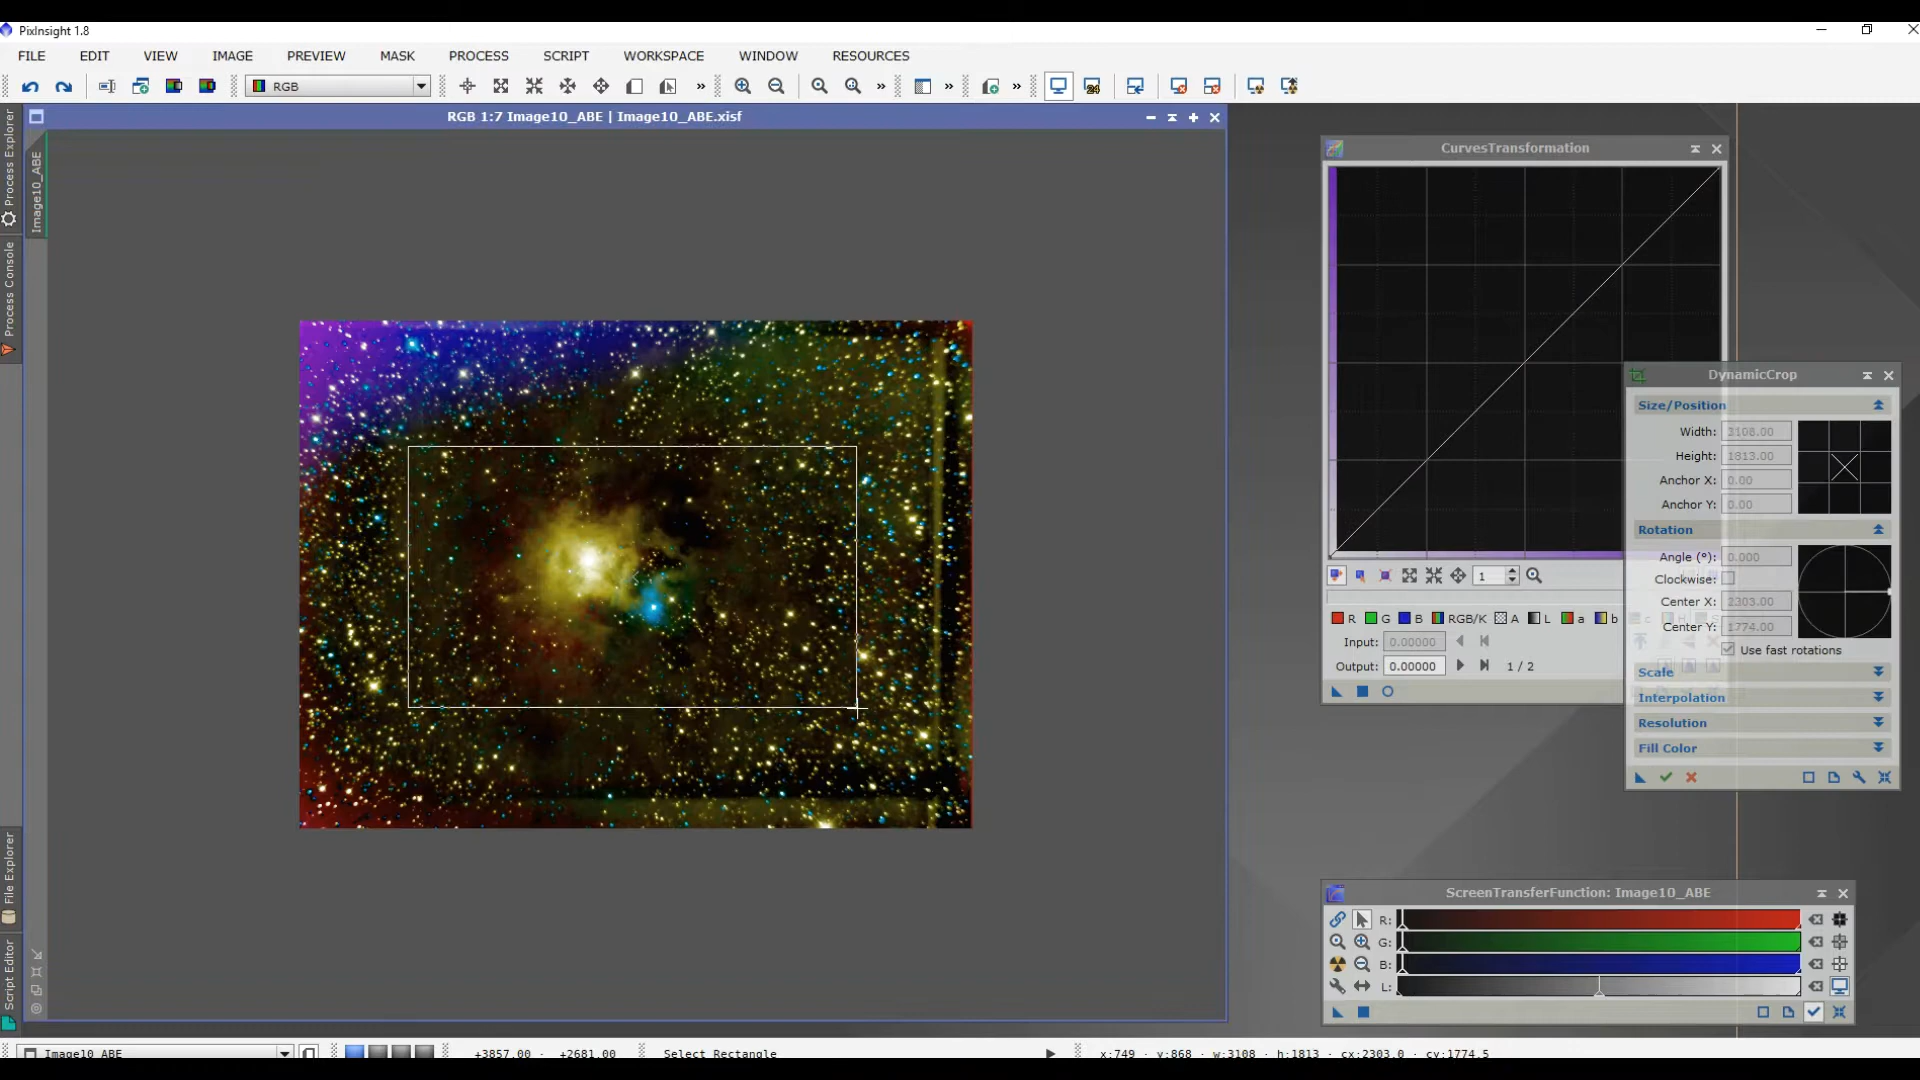 PixInsight 1.8
FILE EDIT VIEW IMAGE PREVIEW MASK PROCESS SCRIPT WORKSPACE WINDOW RESOURCES
RGB
RGB 1:7 Image10_ABE | Image10_ABE.xisf
Process Explorer
Process Console
File Explorer
Script Editor
Image10_ABE
CurvesTransformation
1
R G B RGB/K A L a b c
Input: 0.00000
Output: 0.00000 1 / 2
DynamicCrop
Size/Position
Width: 3108.00
Height: 1813.00
Anchor X: 0.00
Anchor Y: 0.00
Rotation
Angle (°): 0.000
Clockwise:
Center X: 2303.00
Center Y: 1774.00
Use fast rotations
Scale
Interpolation
Resolution
Fill Color
ScreenTransferFunction: Image10_ABE
R:
G:
B:
L:
Image10_ABE +3857.00 · +2681.00 Select Rectangle x:749 · y:868 · w:3108 · h:1813 · cx:2303.0 · cy:1774.5